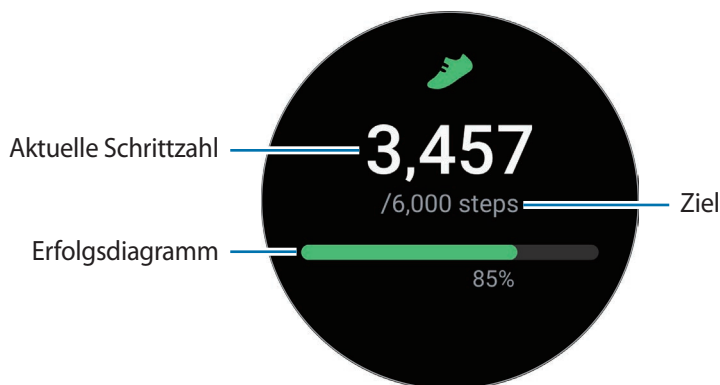 3,457
Aktuelle Schrittzahl
/6,000 steps
Ziel
Erfolgsdiagramm
85%